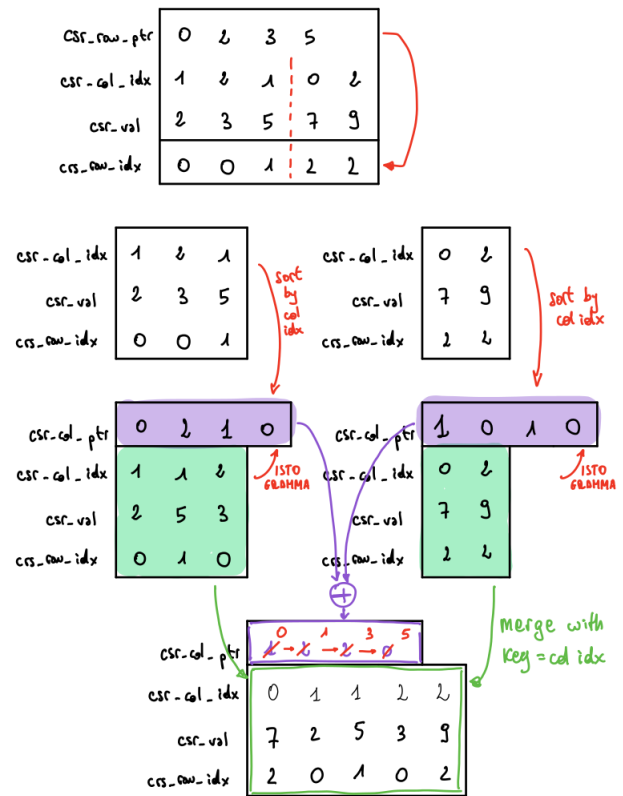 csr_row_ptr 0 2 3 5
csr_col_idx 1 2 1 0 2
csr_val 2 3 5 7 9
crs_row_idx 0 0 1 2 2
csr_col_idx 1 2 1
csr_val 2 3 5
crs_row_idx 0 0 1
sort
by
col
idx
csr_col_idx 0 2
csr_val 7 9
crs_row_idx 2 2
sort by
col idx
csr_col_ptr 0 2 1 0
csr_col_idx 1 1 2
csr_val 2 5 3
crs_row_idx 0 1 0
ISTO
GRAMMA
csr_col_ptr 1 0 1 0
csr_col_idx 0 2
csr_val 7 9
crs_row_idx 2 2
ISTO
GRAMMA
+
merge with
key = col idx
0 1 3 5
csr_col_ptr 1 → 2 → 2 → 0
csr_col_idx 0 1 1 2 2
csr_val 7 2 5 3 9
crs_row_idx 2 0 1 0 2